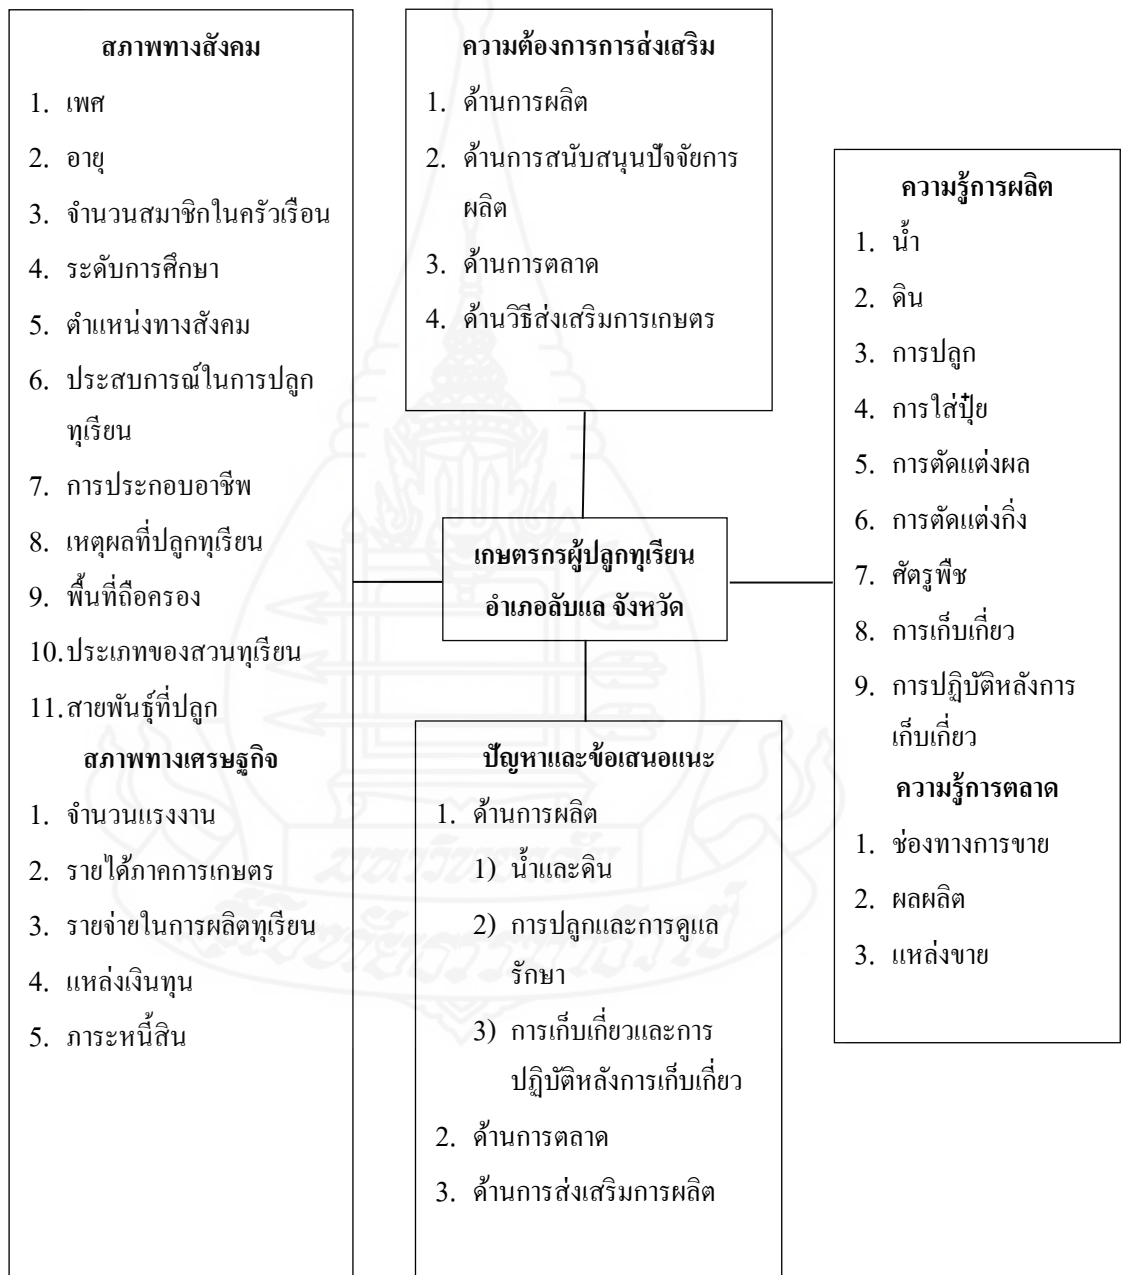 สภาพทางสังคม
1. เพศ
2. อายุ
3. จำนวนสมาชิกในครัวเรือน
4. ระดับการศึกษา
5. ตำแหน่งทางสังคม
6. ประสบการณ์ในการปลูก
ทุเรียน
7. การประกอบอาชีพ
8. เหตุผลที่ปลูกทุเรียน
9. พื้นที่ถือครอง
10. ประเภทของสวนทุเรียน
11. สายพันธุ์ที่ปลูก
สภาพทางเศรษฐกิจ
1. จำนวนแรงงาน
2. รายได้ภาคการเกษตร
3. รายจ่ายในการผลิตทุเรียน
4. แหล่งเงินทุน
5. ภาระหนี้สิน
ความต้องการการส่งเสริม
1. ด้านการผลิต
2. ด้านการสนับสนุนปัจจัยการ
ผลิต
3. ด้านการตลาด
4. ด้านวิธีส่งเสริมการเกษตร
เกษตรกรผู้ปลูกทุเรียน
อำเภอลับแล จังหวัด
ปัญหาและข้อเสนอแนะ
1. ด้านการผลิต
1) น้ำและดิน
2) การปลูกและการดูแล
รักษา
3) การเก็บเกี่ยวและการ
ปฏิบัติหลังการเก็บเกี่ยว
2. ด้านการตลาด
3. ด้านการส่งเสริมการผลิต
ความรู้การผลิต
1. น้ำ
2. ดิน
3. การปลูก
4. การใส่ปุ๋ย
5. การตัดแต่งผล
6. การตัดแต่งกิ่ง
7. ศัตรูพืช
8. การเก็บเกี่ยว
9. การปฏิบัติหลังการ
เก็บเกี่ยว
ความรู้การตลาด
1. ช่องทางการขาย
2. ผลผลิต
3. แหล่งขาย
มหาวิทยาลัย
สุโขทัยธรรมาธิราช